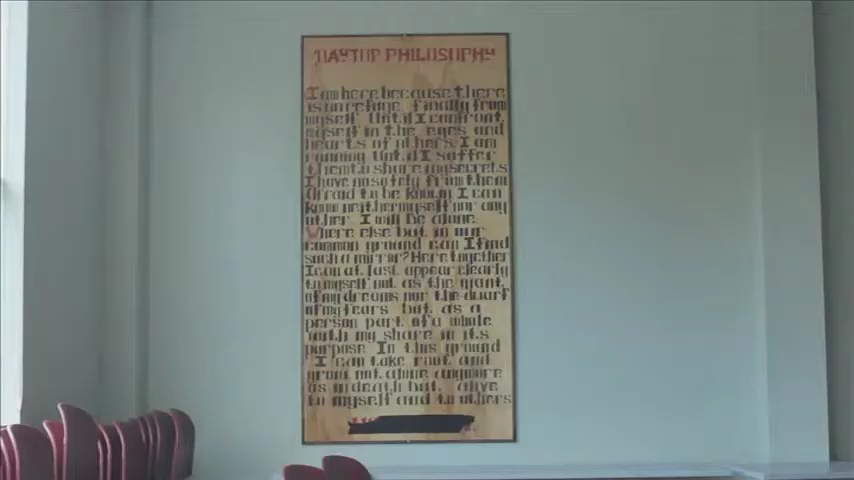 DAYTOP PHILOSOPHY
I am here because there
is no refuge finally from
myself Until I confront
myself in the eyes and
hearts of others I am
running Until I suffer
them to share my secrets
I have no safety from them
Afraid to be known I can
know neither myself nor any
other I will be alone
Where else but in our
common ground can I find
such a mirror? Here together
I can at last appear clearly
to myself not as the giant
of my dreams nor the dwarf
of my fears but as a
person part of a whole
with my share in its
purpose In this ground
I can take root and
grow not alone anymore
as in death but alive
to myself and to others